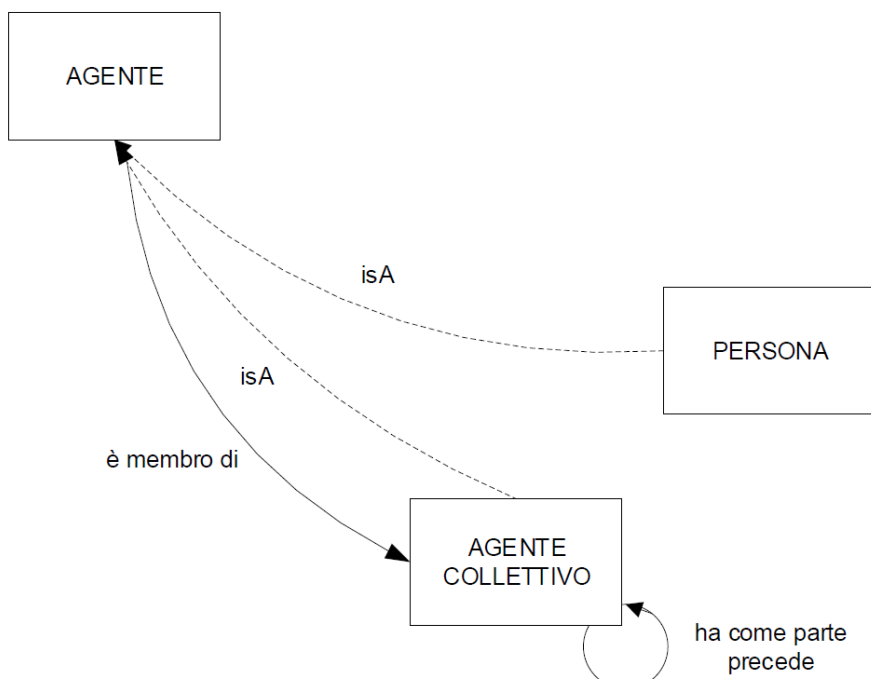 AGENTE
isA
PERSONA
isA
è membro di
AGENTE
COLLETTIVO
ha come parte
precede